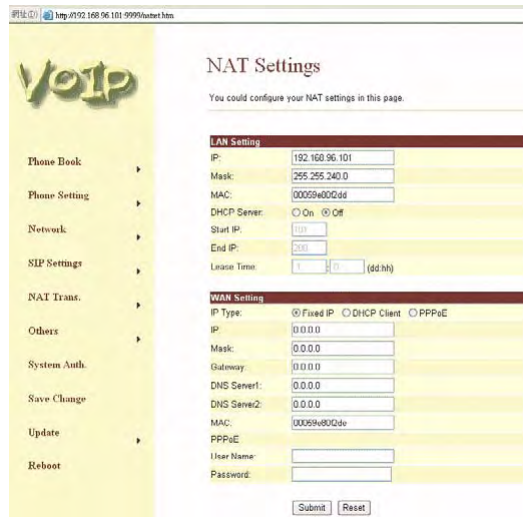 網址(D) http://192.168.96.101:9999/natset.htm
VOIP
NAT Settings
You could configure your NAT settings in this page.
Phone Book
Phone Setting
Network
SIP Settings
NAT Trans.
Others
System Auth.
Save Change
Update
Reboot
LAN Setting
IP: 192.168.96.101
Mask: 255.255.240.0
MAC: 00059e80f2dd
DHCP Server: On Off
Start IP: 101
End IP: 200
Lease Time: 1 : 0 (dd:hh)
WAN Setting
IP Type: Fixed IP DHCP Client PPPoE
IP: 0.0.0.0
Mask: 0.0.0.0
Gateway: 0.0.0.0
DNS Server1: 0.0.0.0
DNS Server2: 0.0.0.0
MAC: 00059e80f2de
PPPoE
User Name:
Password:
Submit Reset